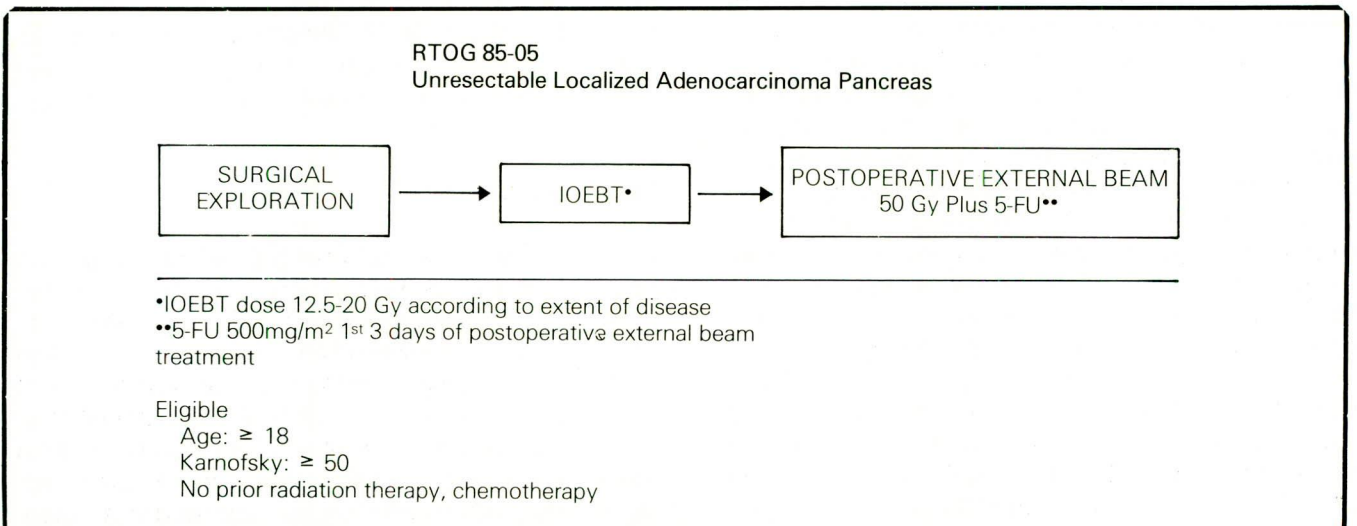 RTOG 85-05
Unresectable Localized Adenocarcinoma Pancreas
SURGICAL
EXPLORATION
IOEBT•
POSTOPERATIVE EXTERNAL BEAM
50 Gy Plus 5-FU••
•IOEBT dose 12.5-20 Gy according to extent of disease
••5-FU 500mg/m² 1st 3 days of postoperative external beam
treatment
Eligible
Age: ≥ 18
Karnofsky: ≥ 50
No prior radiation therapy, chemotherapy